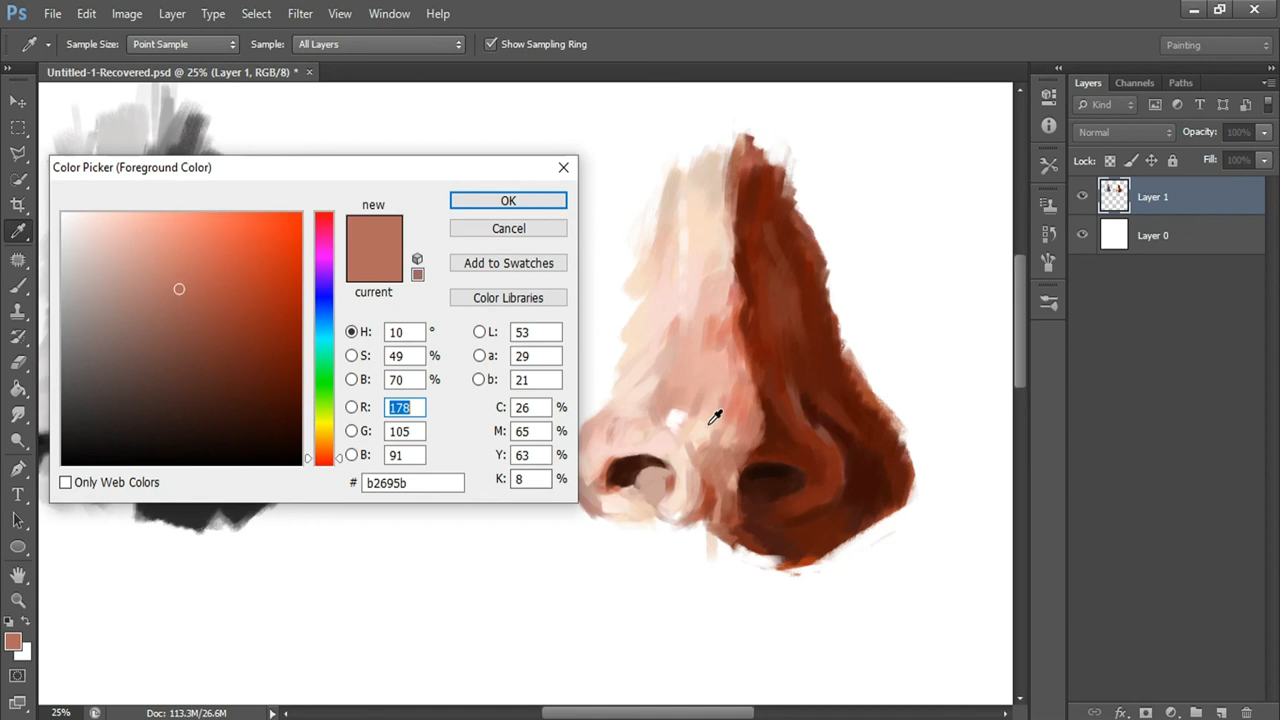 Ps File Edit Image Layer Type Select Filter View Window Help
Sample Size: Point Sample Sample: All Layers Show Sampling Ring Painting
Untitled-1-Recovered.psd @ 25% (Layer 1, RGB/8) * ×
Layers Channels Paths
Kind
Normal Opacity: 100%
Lock: Fill: 100%
Layer 1
Layer 0
Color Picker (Foreground Color)
new
current
OK
Cancel
Add to Swatches
Color Libraries
H: 10 °
S: 49 %
B: 70 %
R: 178
G: 105
B: 91
L: 53
a: 29
b: 21
C: 26 %
M: 65 %
Y: 63 %
K: 8 %
# b2695b
Only Web Colors
T
25% Doc: 113.3M/26.6M
fx